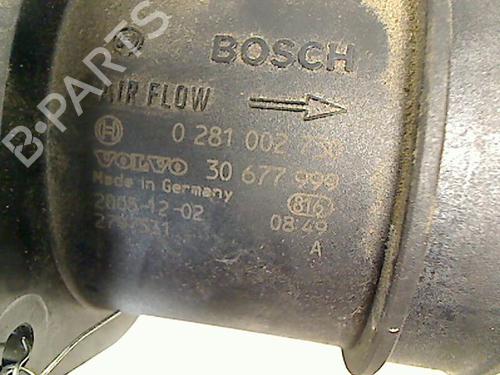 B-PARTS
BOSCH
AIR FLOW
0 281 002
VOLVO 30 677 999
Made in Germany
2005-12-02
816
08:49
A